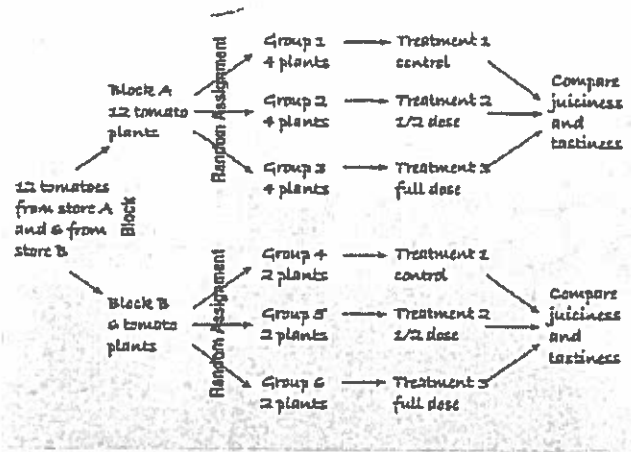 12 tomatoes
from store A
and 6 from
store B
Block
Block A
12 tomato
plants
Random Assignment
Group 1
4 plants
Treatment 1
control
Group 2
4 plants
Treatment 2
1/2 dose
Group 3
4 plants
Treatment 3
full dose
Compare
juiciness
and
tastiness
Block B
6 tomato
plants
Random Assignment
Group 4
2 plants
Treatment 1
control
Group 5
2 plants
Treatment 2
1/2 dose
Group 6
2 plants
Treatment 3
full dose
Compare
juiciness
and
tastiness